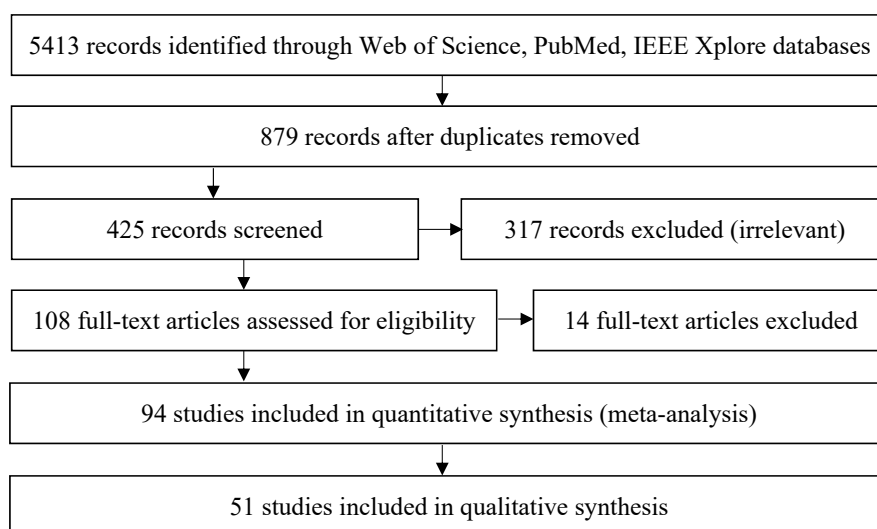 5413 records identified through Web of Science, PubMed, IEEE Xplore databases
879 records after duplicates removed
425 records screened
317 records excluded (irrelevant)
108 full-text articles assessed for eligibility
14 full-text articles excluded
94 studies included in quantitative synthesis (meta-analysis)
51 studies included in qualitative synthesis